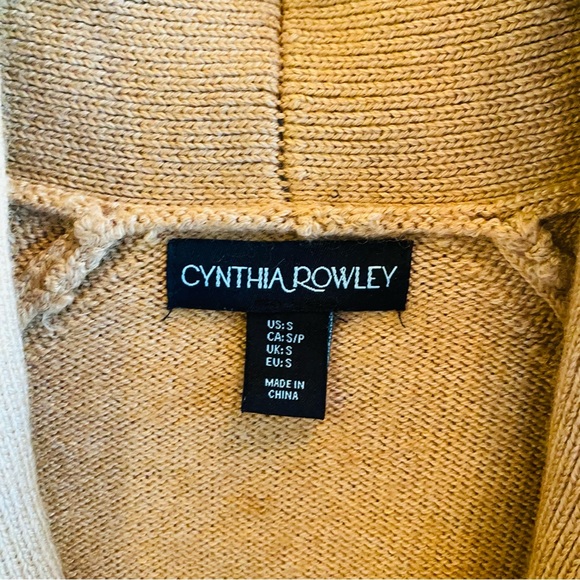 CYNTHIA ROWLEY
US: S
CA: S/P
UK: S
EU: S
MADE IN
CHINA